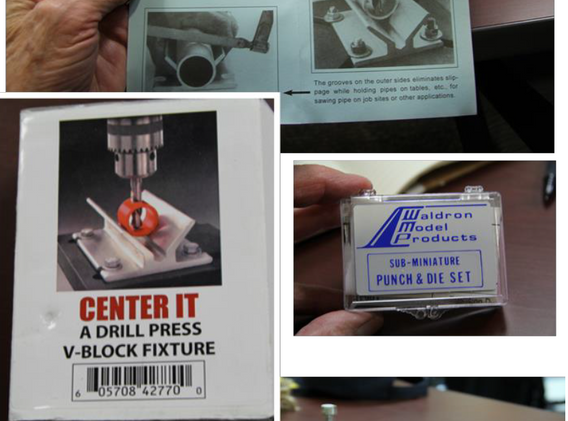 The grooves on the outer sides eliminates slip-
page while holding pipes on tables, etc., for
sawing pipe on job sites or other applications.
CENTER IT
A DRILL PRESS
V-BLOCK FIXTURE
6 05708 42770 0
Waldron
Model
Products
SUB-MINIATURE
PUNCH & DIE SET